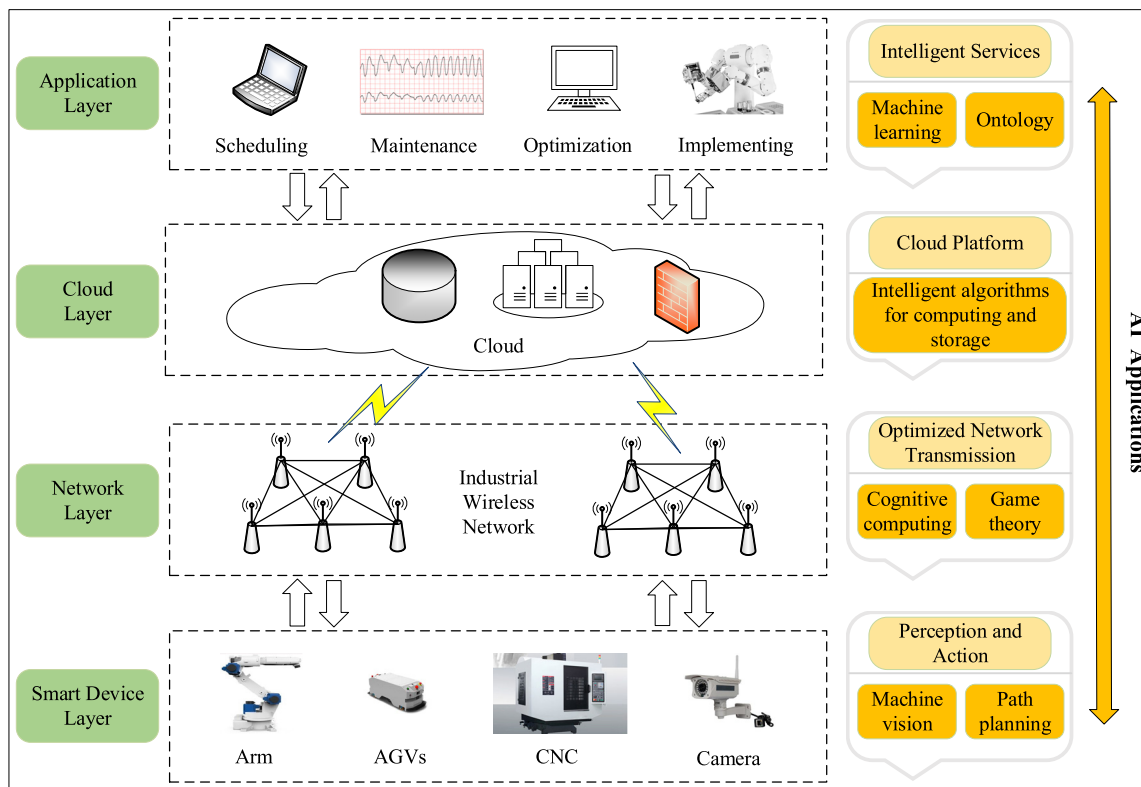 Application
Layer
Scheduling
Maintenance
Optimization
Implementing
Intelligent Services
Machine
learning
Ontology
Cloud
Layer
Cloud
Cloud Platform
Intelligent algorithms
for computing and
storage
Network
Layer
Industrial
Wireless
Network
Optimized Network
Transmission
Cognitive
computing
Game
theory
Smart Device
Layer
Arm
AGVs
CNC
Camera
Perception and
Action
Machine
vision
Path
planning
AI Applications